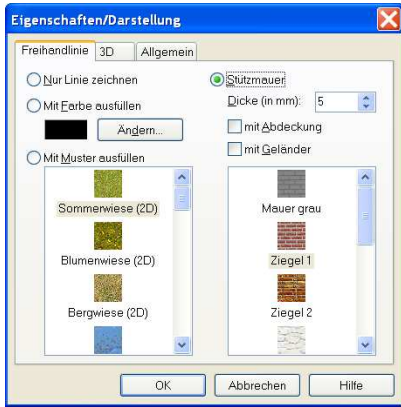 Eigenschaften/Darstellung
Freihandlinie 3D Allgemein
Nur Linie zeichnen
Mit Farbe ausfüllen
Ändern...
Mit Muster ausfüllen
Sommerwiese (2D)
Blumenwiese (2D)
Bergwiese (2D)
Stützmauer
Dicke (in mm): 5
mit Abdeckung
mit Geländer
Mauer grau
Ziegel 1
Ziegel 2
OK Abbrechen Hilfe